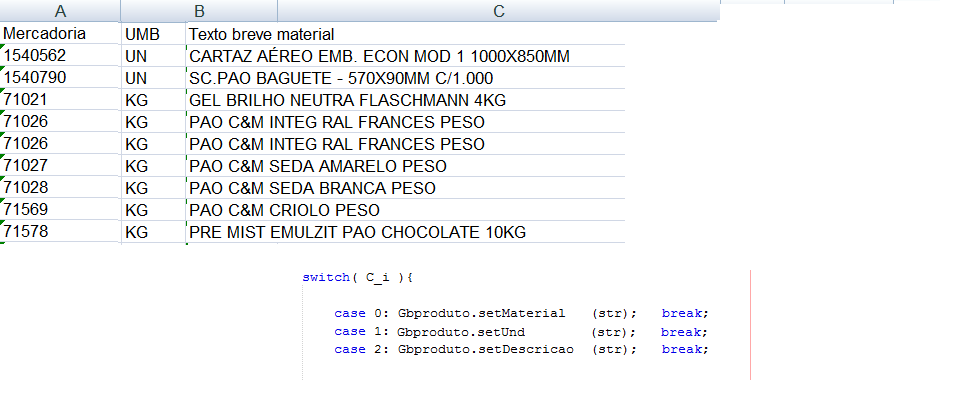 A B C
Mercadoria UMB Texto breve material
1540562 UN CARTAZ AÉREO EMB. ECON MOD 1 1000X850MM
1540790 UN SC.PAO BAGUETE - 570X90MM C/1.000
71021 KG GEL BRILHO NEUTRA FLASCHMANN 4KG
71026 KG PAO C&M INTEG RAL FRANCES PESO
71026 KG PAO C&M INTEG RAL FRANCES PESO
71027 KG PAO C&M SEDA AMARELO PESO
71028 KG PAO C&M SEDA BRANCA PESO
71569 KG PAO C&M CRIOLO PESO
71578 KG PRE MIST EMULZIT PAO CHOCOLATE 10KG
switch( C_i ){
case 0: Gbproduto.setMaterial (str); break;
case 1: Gbproduto.setUnd (str); break;
case 2: Gbproduto.setDescricao (str); break;